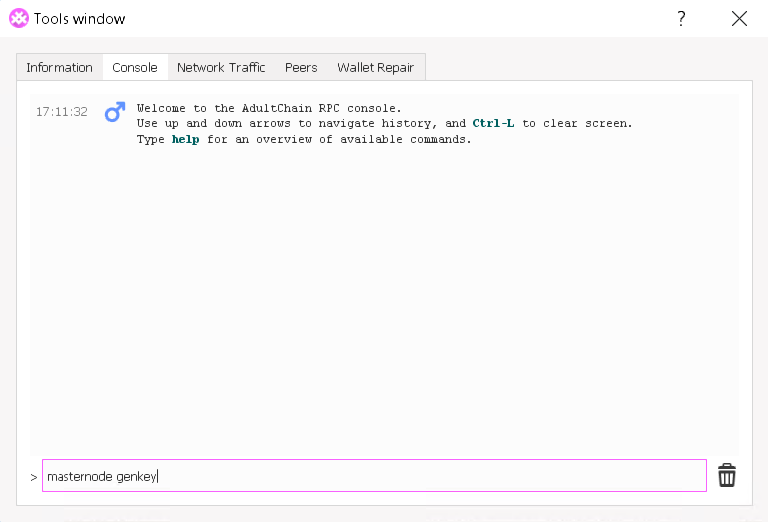 Tools window
?
Information Console Network Traffic Peers Wallet Repair
17:11:32 Welcome to the AdultChain RPC console.
Use up and down arrows to navigate history, and Ctrl-L to clear screen.
Type help for an overview of available commands.
> masternode genkey